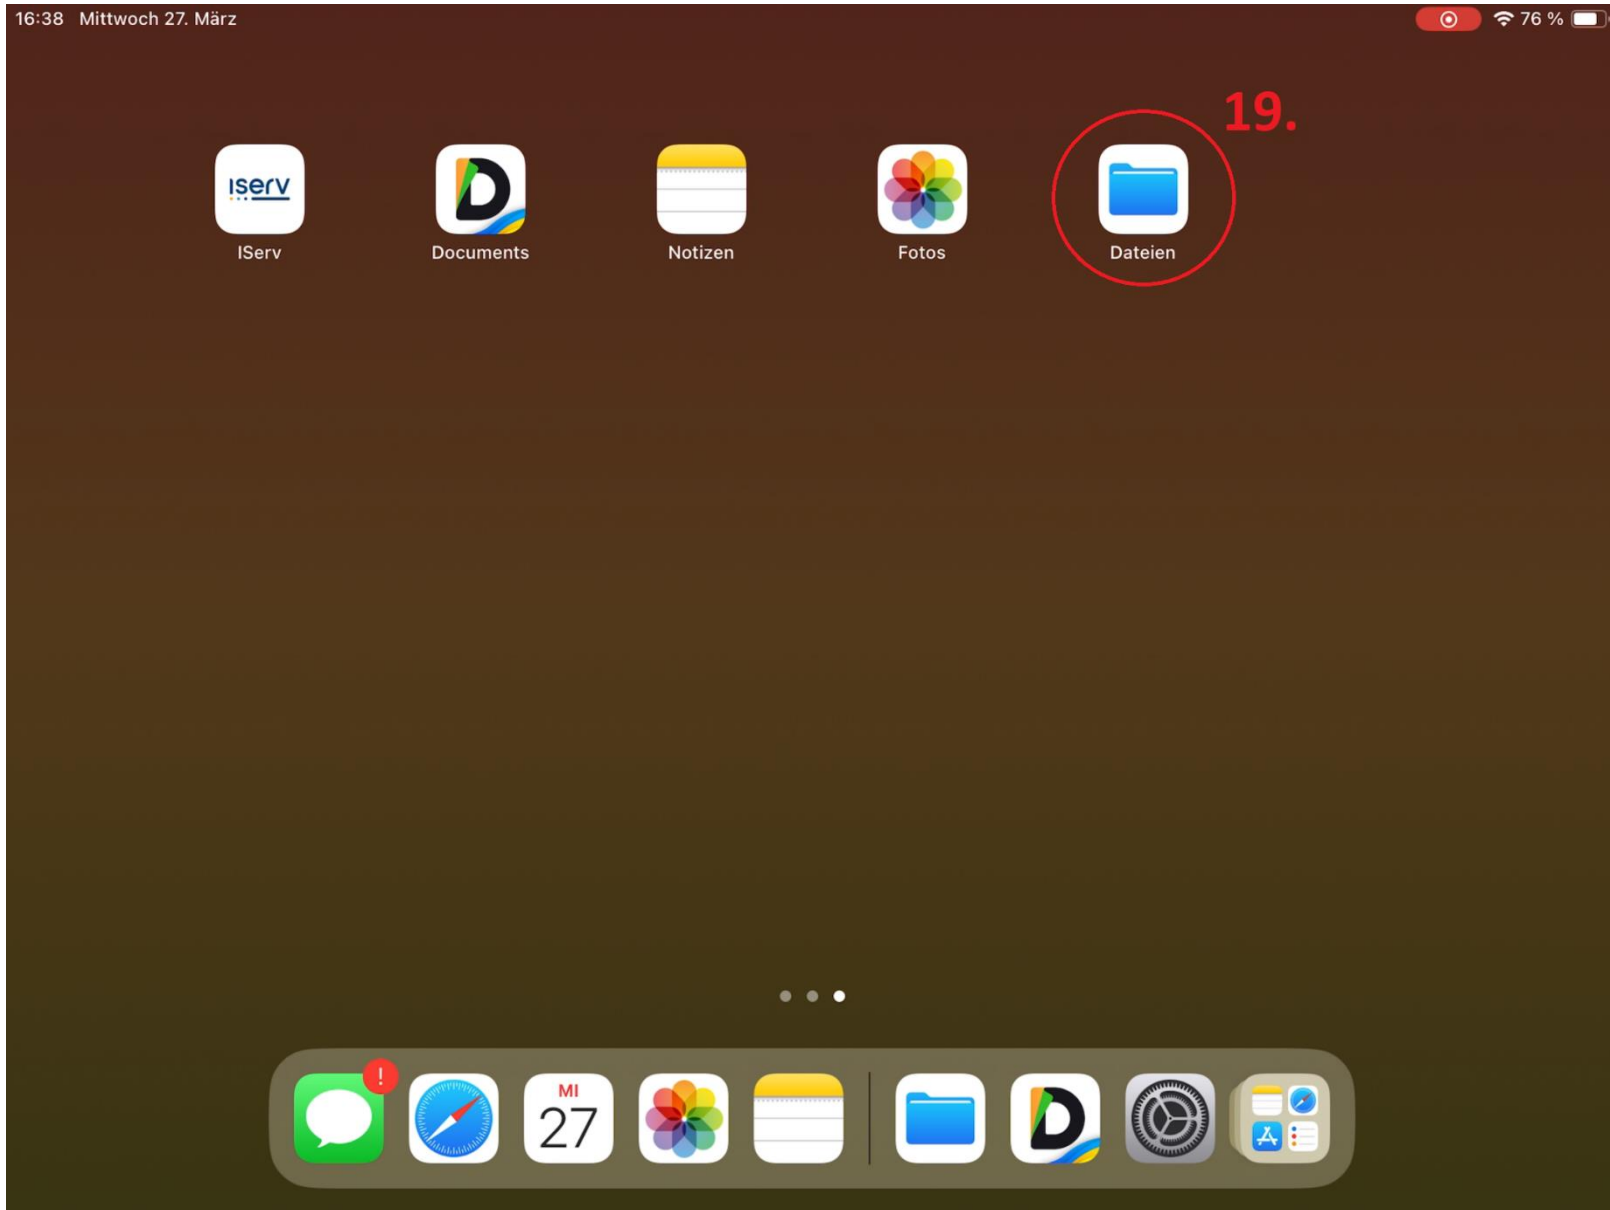 16:38 Mittwoch 27. März
76 %
19.
IServ
IServ
Documents
Notizen
Fotos
Dateien
!
MI
27